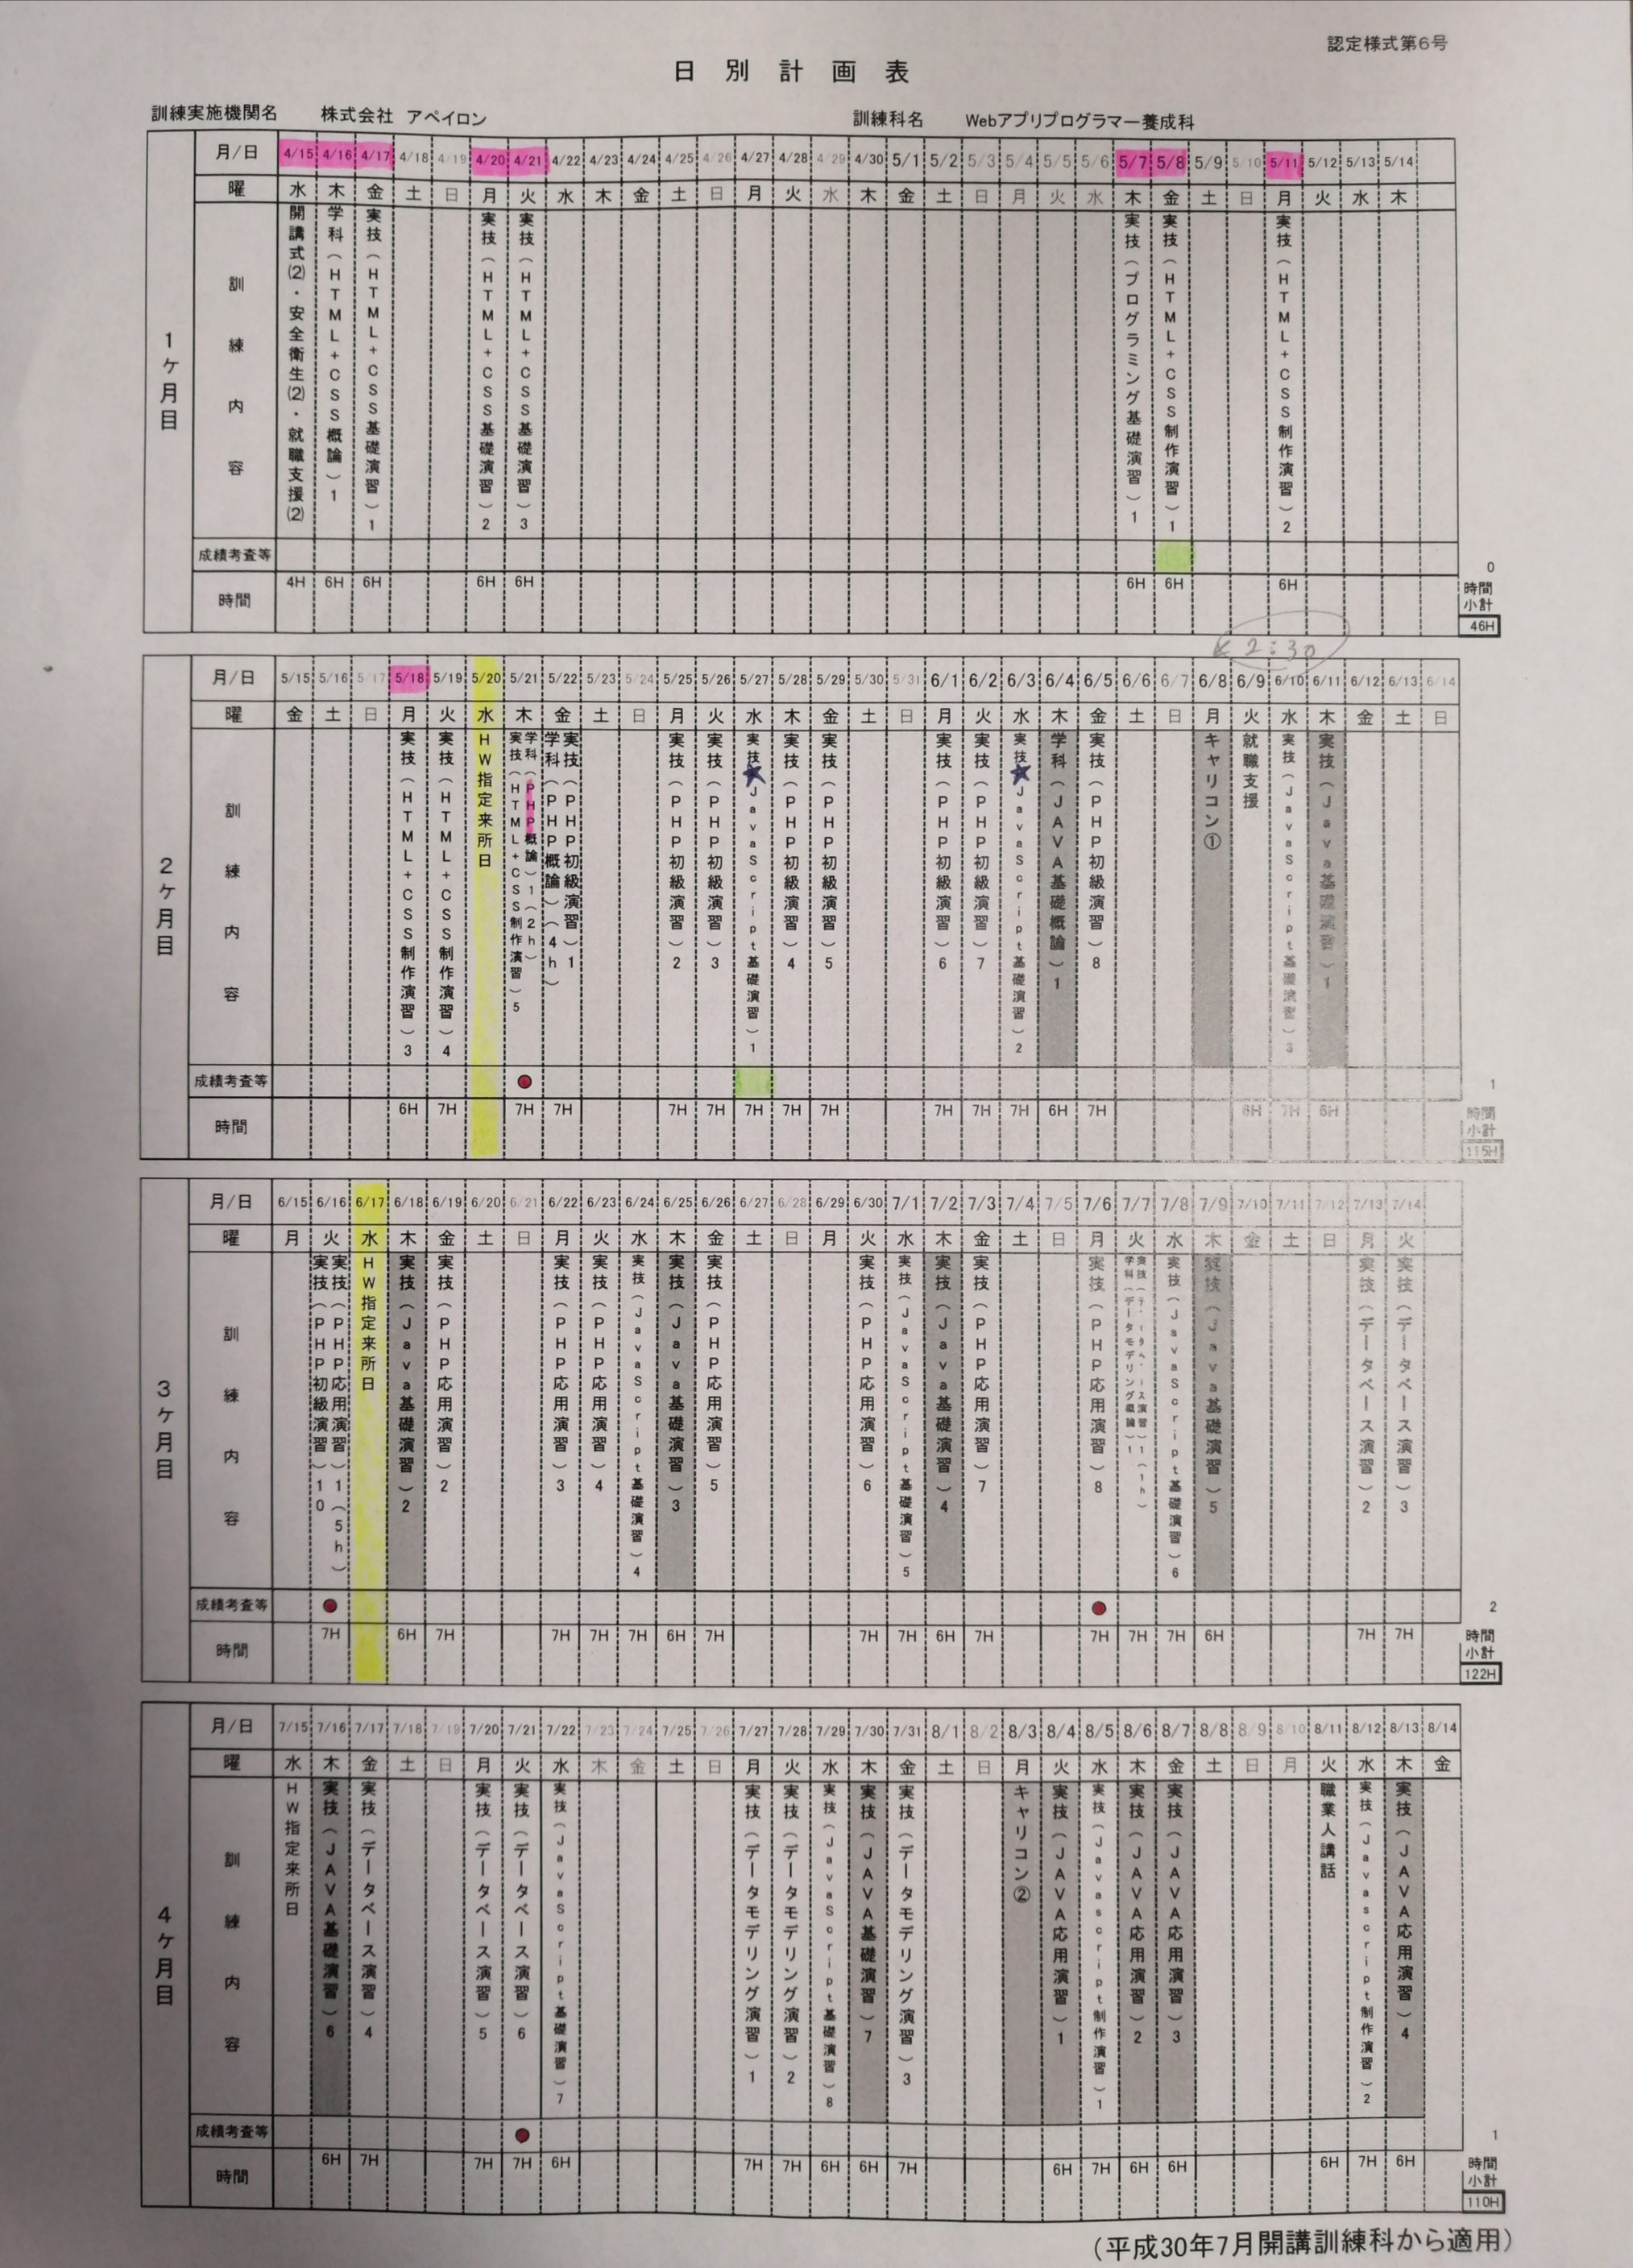 認定様式第6号
日別計画表
訓練実施機関名 株式会社 アペイロン 訓練科名 Webアプリプログラマー養成科
1ヶ月目
月/日 4/15 4/16 4/17 4/18 4/19 4/20 4/21 4/22 4/23 4/24 4/25 4/26 4/27 4/28 4/29 4/30 5/1 5/2 5/3 5/4 5/5 5/6 5/7 5/8 5/9 5/10 5/11 5/12 5/13 5/14
曜 水 木 金 土 日 月 火 水 木 金 土 日 月 火 水 木 金 土 日 月 火 水 木 金 土 日 月 火 水 木
訓練内容
開講式(2)・安全衛生(2)・就職支援(2)
学科(HTML+CSS概論)1
実技(HTML+CSS基礎演習)1
実技(HTML+CSS基礎演習)2
実技(HTML+CSS基礎演習)3
実技(プログラミング基礎演習)1
実技(HTML+CSS制作演習)1
実技(HTML+CSS制作演習)2
成績考査等 0
時間 4H 6H 6H 6H 6H 6H 6H 6H 時間小計 46H
2:30
2ヶ月目
月/日 5/15 5/16 5/17 5/18 5/19 5/20 5/21 5/22 5/23 5/24 5/25 5/26 5/27 5/28 5/29 5/30 5/31 6/1 6/2 6/3 6/4 6/5 6/6 6/7 6/8 6/9 6/10 6/11 6/12 6/13 6/14
曜 金 土 日 月 火 水 木 金 土 日 月 火 水 木 金 土 日 月 火 水 木 金 土 日 月 火 水 木 金 土 日
訓練内容
実技(HTML+CSS制作演習)3
実技(HTML+CSS制作演習)4
HW指定来所日
学科(PHP概論)1(2h)
実技(HTML+CSS制作演習)5
実技(PHP初級演習)1
学科(PHP概論)(4h)
実技(PHP初級演習)2
実技(PHP初級演習)3
実技★JavaScript基礎演習)1
実技(PHP初級演習)4
実技(PHP初級演習)5
実技(PHP初級演習)6
実技(PHP初級演習)7
実技★JavaScript基礎演習)2
学科(JAVA基礎概論)1
実技(PHP初級演習)8
キャリコン①
就職支援
実技(JavaScript基礎演習)3
実技(Java基礎演習)1
成績考査等 ● 1
時間 6H 7H 7H 7H 7H 7H 7H 7H 7H 7H 7H 7H 6H 7H 6H 7H 6H 時間小計 115H
3ヶ月目
月/日 6/15 6/16 6/17 6/18 6/19 6/20 6/21 6/22 6/23 6/24 6/25 6/26 6/27 6/28 6/29 6/30 7/1 7/2 7/3 7/4 7/5 7/6 7/7 7/8 7/9 7/10 7/11 7/12 7/13 7/14
曜 月 火 水 木 金 土 日 月 火 水 木 金 土 日 月 火 水 木 金 土 日 月 火 水 木 金 土 日 月 火
訓練内容
実技(PHP応用演習)1(5h)
実技(PHP初級演習)10
HW指定来所日
実技(Java基礎演習)2
実技(PHP応用演習)2
実技(PHP応用演習)3
実技(PHP応用演習)4
実技(JavaScript基礎演習)4
実技(Java基礎演習)3
実技(PHP応用演習)5
実技(PHP応用演習)6
実技(JavaScript基礎演習)5
実技(Java基礎演習)4
実技(PHP応用演習)7
実技(PHP応用演習)8
実技(データベース演習)1(1h)
学科(データモデリング概論)1
実技(JavaScript基礎演習)6
実技(Java基礎演習)5
実技(データベース演習)2
実技(データベース演習)3
成績考査等 ● ● 2
時間 7H 6H 7H 7H 7H 7H 6H 7H 7H 7H 6H 7H 7H 7H 7H 6H 7H 7H 時間小計 122H
4ヶ月目
月/日 7/15 7/16 7/17 7/18 7/19 7/20 7/21 7/22 7/23 7/24 7/25 7/26 7/27 7/28 7/29 7/30 7/31 8/1 8/2 8/3 8/4 8/5 8/6 8/7 8/8 8/9 8/10 8/11 8/12 8/13 8/14
曜 水 木 金 土 日 月 火 水 木 金 土 日 月 火 水 木 金 土 日 月 火 水 木 金 土 日 月 火 水 木 金
訓練内容
HW指定来所日
実技(JAVA基礎演習)6
実技(データベース演習)4
実技(データベース演習)5
実技(データベース演習)6
実技(JavaScript基礎演習)7
実技(データモデリング演習)1
実技(データモデリング演習)2
実技(JavaScript基礎演習)8
実技(JAVA基礎演習)7
実技(データモデリング演習)3
キャリコン②
実技(JAVA応用演習)1
実技(Javascript制作演習)1
実技(JAVA応用演習)2
実技(JAVA応用演習)3
職業人講話
実技(Javascript制作演習)2
実技(JAVA応用演習)4
成績考査等 ● 1
時間 6H 7H 7H 7H 6H 7H 7H 6H 6H 7H 6H 7H 6H 6H 6H 7H 6H 時間小計 110H
(平成30年7月開講訓練科から適用)